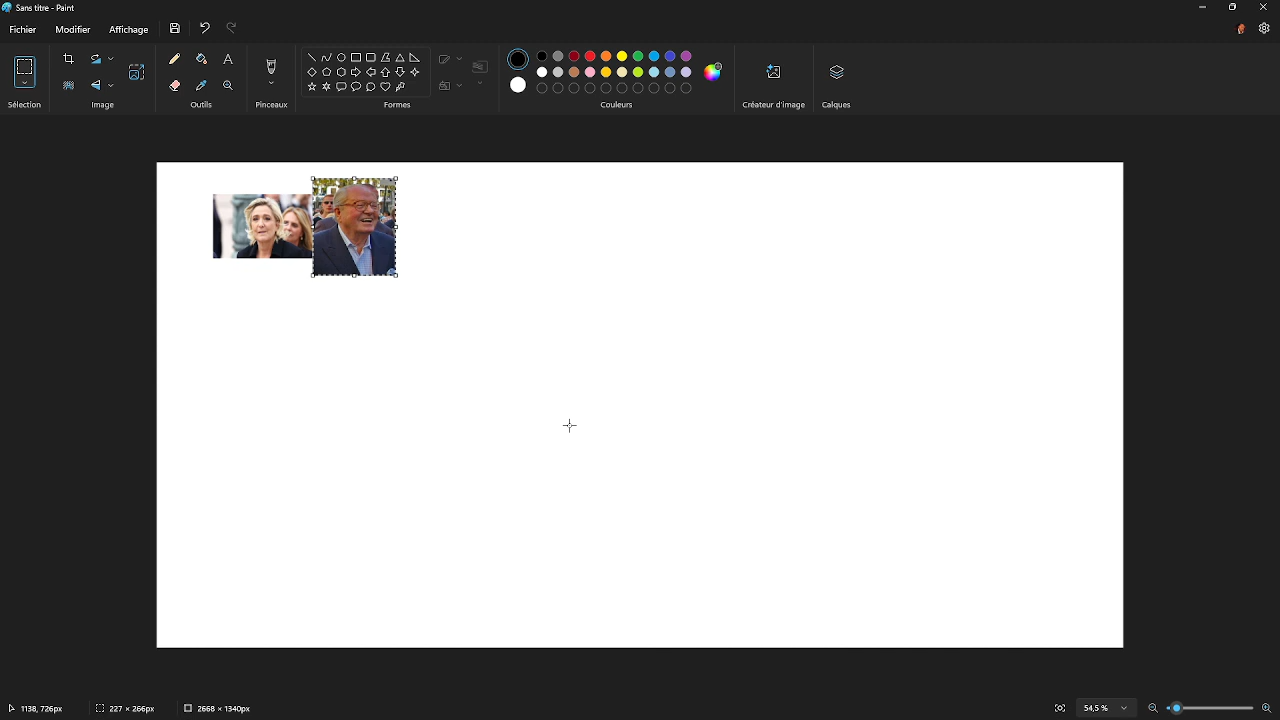 Sans titre - Paint
Fichier Modifier Affichage
Sélection Image Outils Pinceaux Formes Couleurs Créateur d'image Calques
1138, 726px 227 × 266px 2668 × 1340px 54,5 %